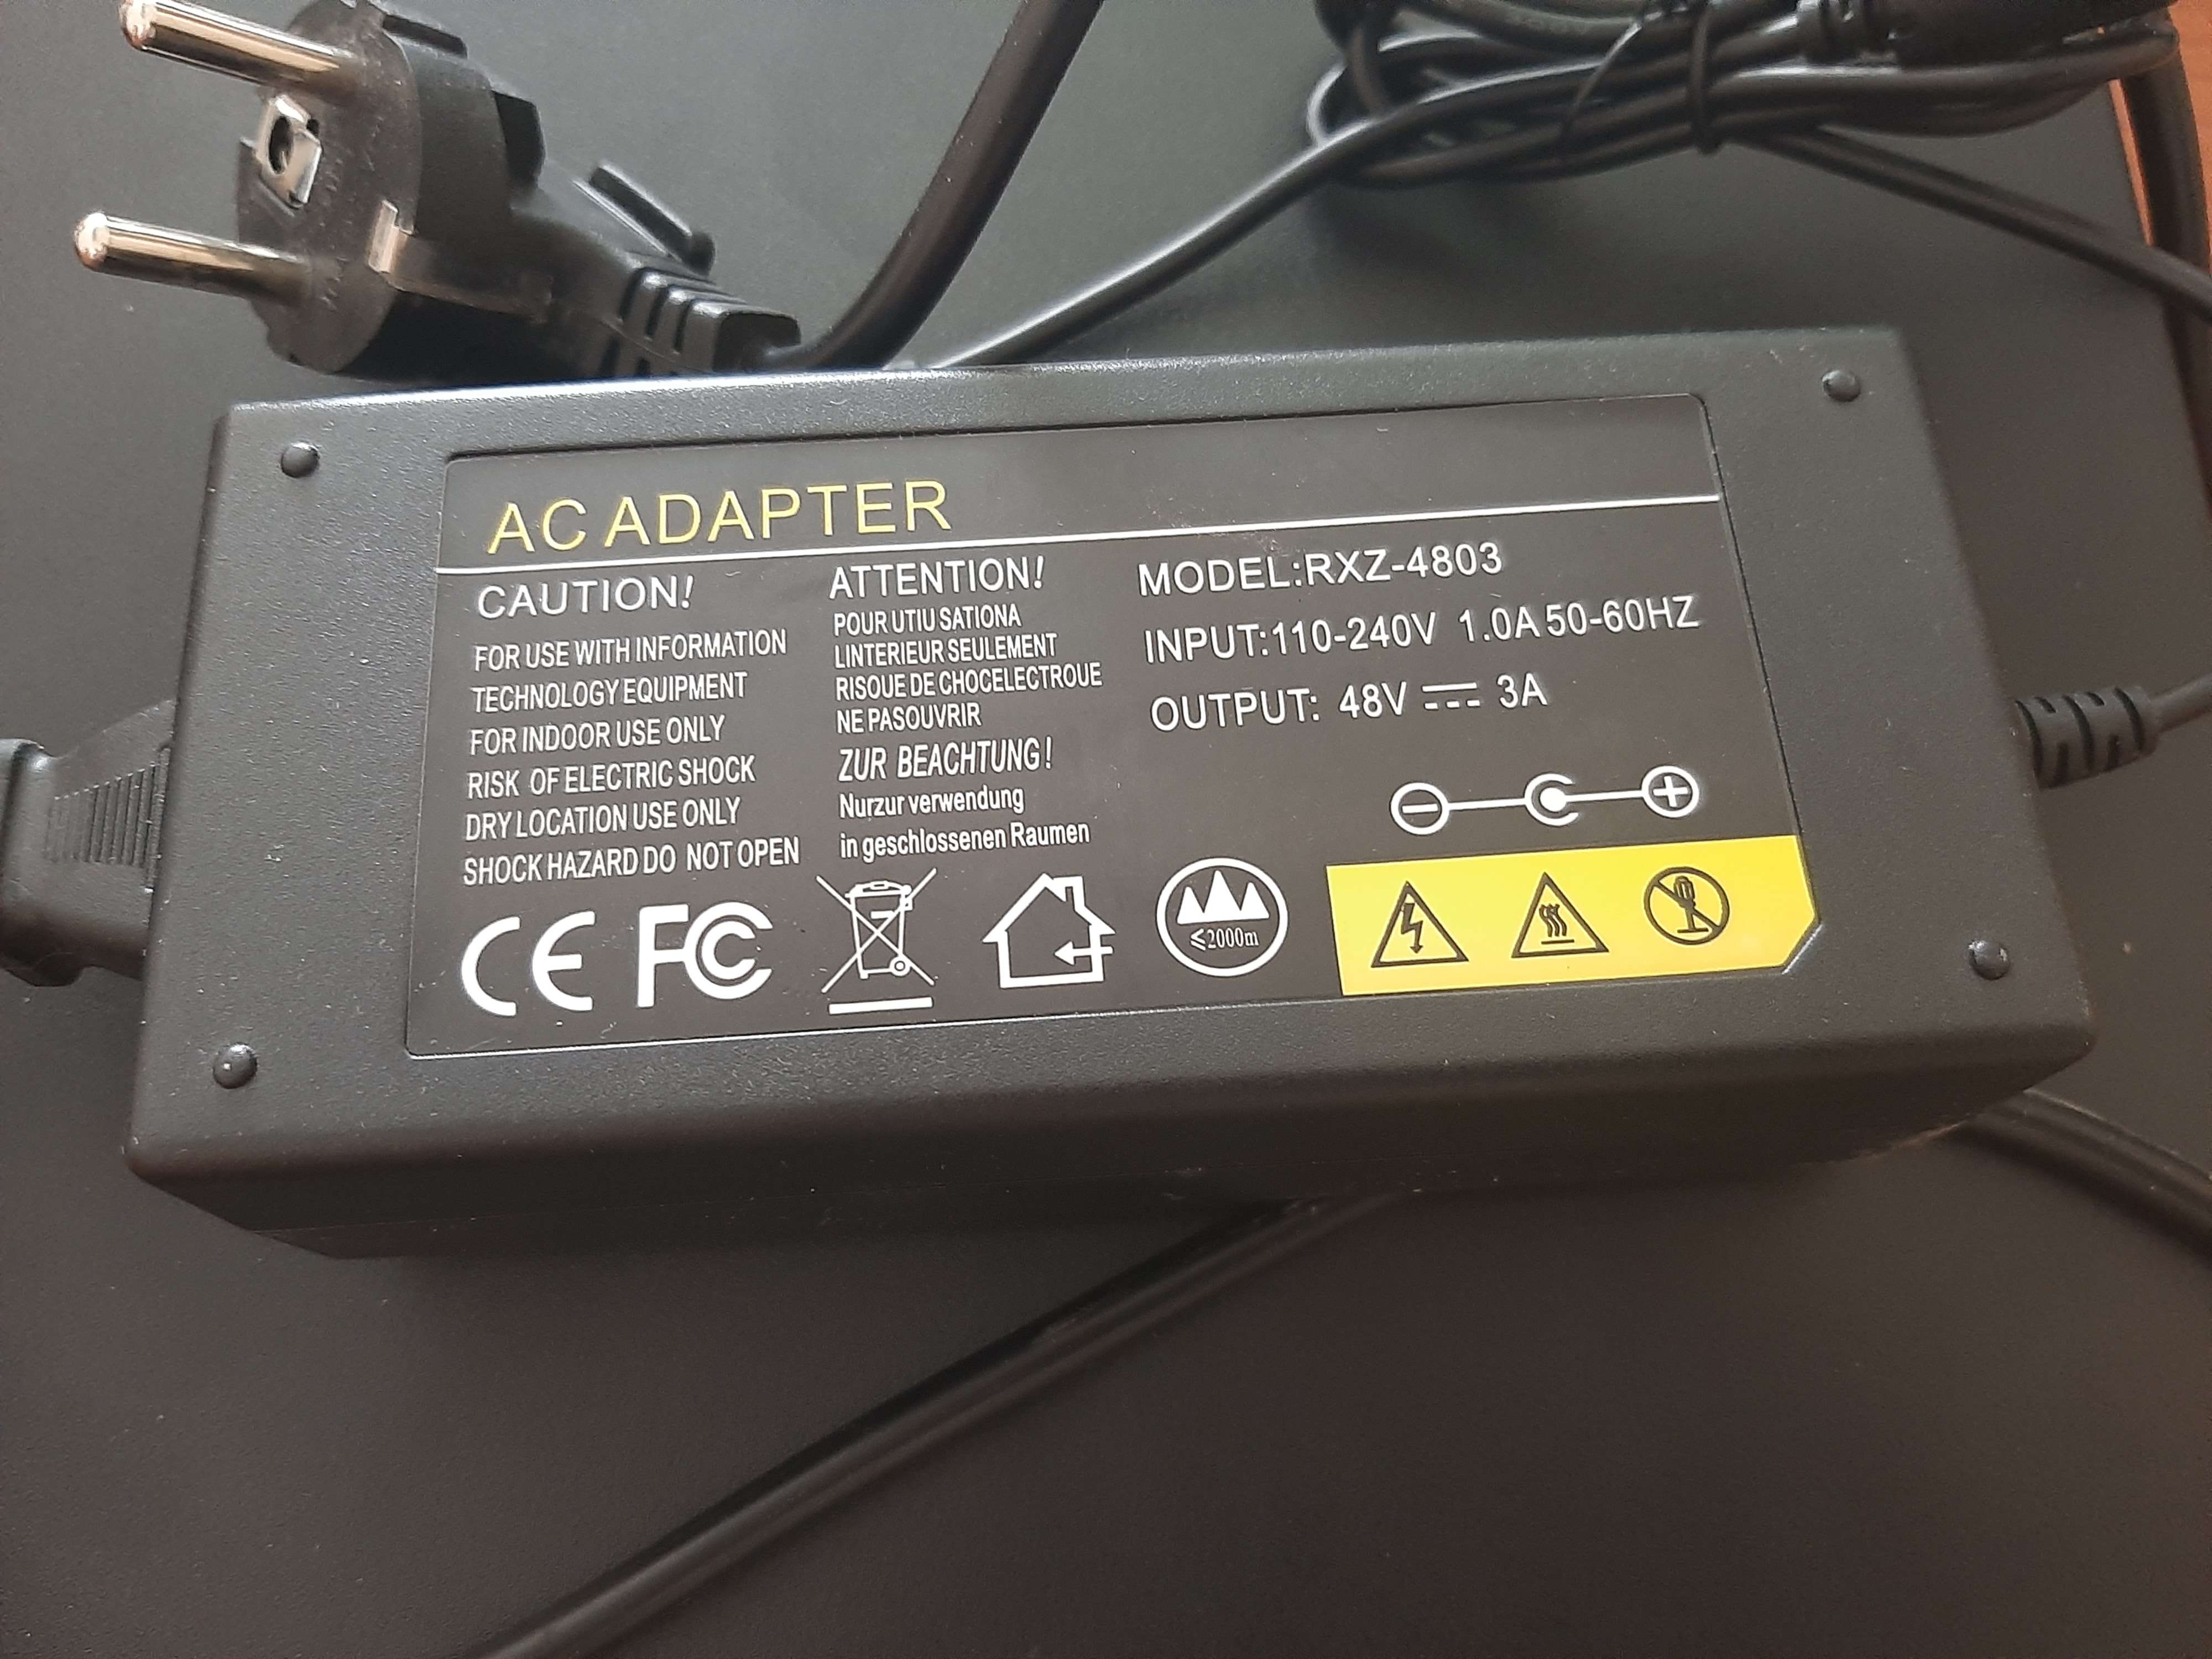 AC ADAPTER
CAUTION!
FOR USE WITH INFORMATION
TECHNOLOGY EQUIPMENT
FOR INDOOR USE ONLY
RISK OF ELECTRIC SHOCK
DRY LOCATION USE ONLY
SHOCK HAZARD DO NOT OPEN
ATTENTION!
POUR UTIU SATIONA
LINTERIEUR SEULEMENT
RISOUE DE CHOCELECTROUE
NE PASOUVRIR
ZUR BEACHTUNG!
Nurzur verwendung
in geschlossenen Raumen
MODEL:RXZ-4803
INPUT:110-240V 1.0A 50-60HZ
OUTPUT: 48V ⎓ 3A
CE FC
≤2000m